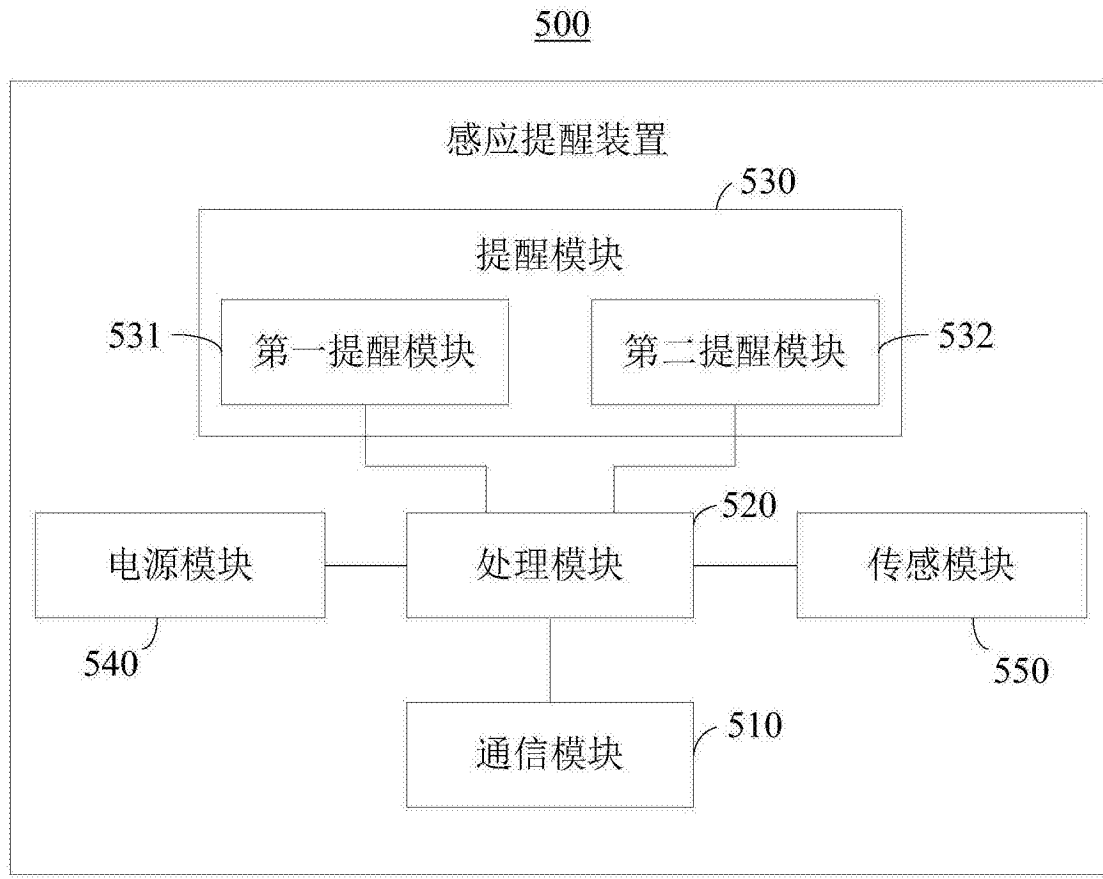 500
感应提醒装置
530
提醒模块
531
第一提醒模块
第二提醒模块
532
520
电源模块
处理模块
传感模块
540
550
510
通信模块